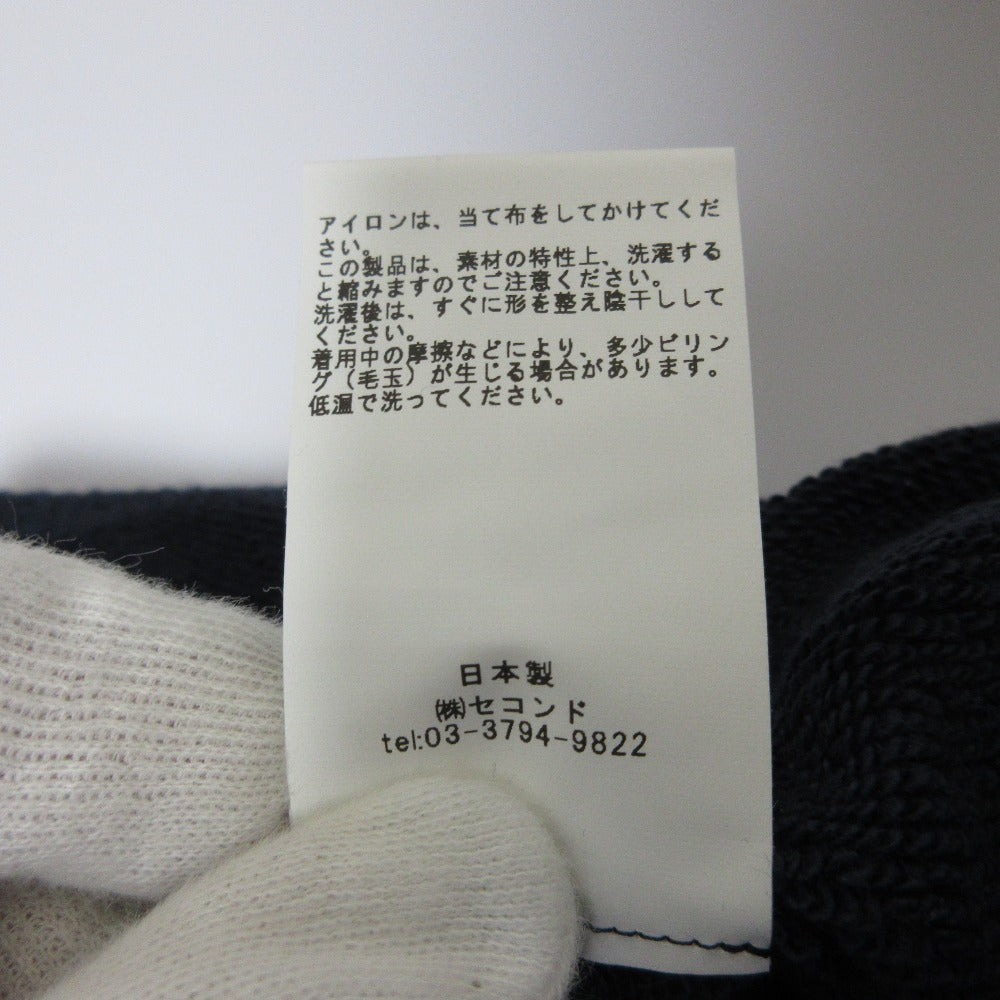 アイロンは、当て布をしてかけてくだ
さい。
この製品は、素材の特性上、洗濯する
と縮みますのでご注意ください。
洗濯後は、すぐに形を整え陰干しして
ください。
着用中の摩擦などにより、多少ピリン
グ（毛玉）が生じる場合があります。
低温で洗ってください。
日本製
㈱セコンド
tel:03-3794-9822